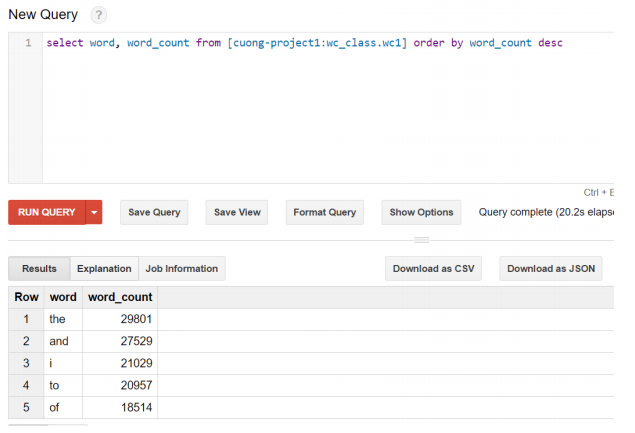 New Query ?
1 select word, word_count from [cuong-project1:wc_class.wc1] order by word_count desc
Ctrl + E
RUN QUERY Save Query Save View Format Query Show Options Query complete (20.2s elapse
Results Explanation Job Information Download as CSV Download as JSON
Row word word_count
1 the 29801
2 and 27529
3 i 21029
4 to 20957
5 of 18514